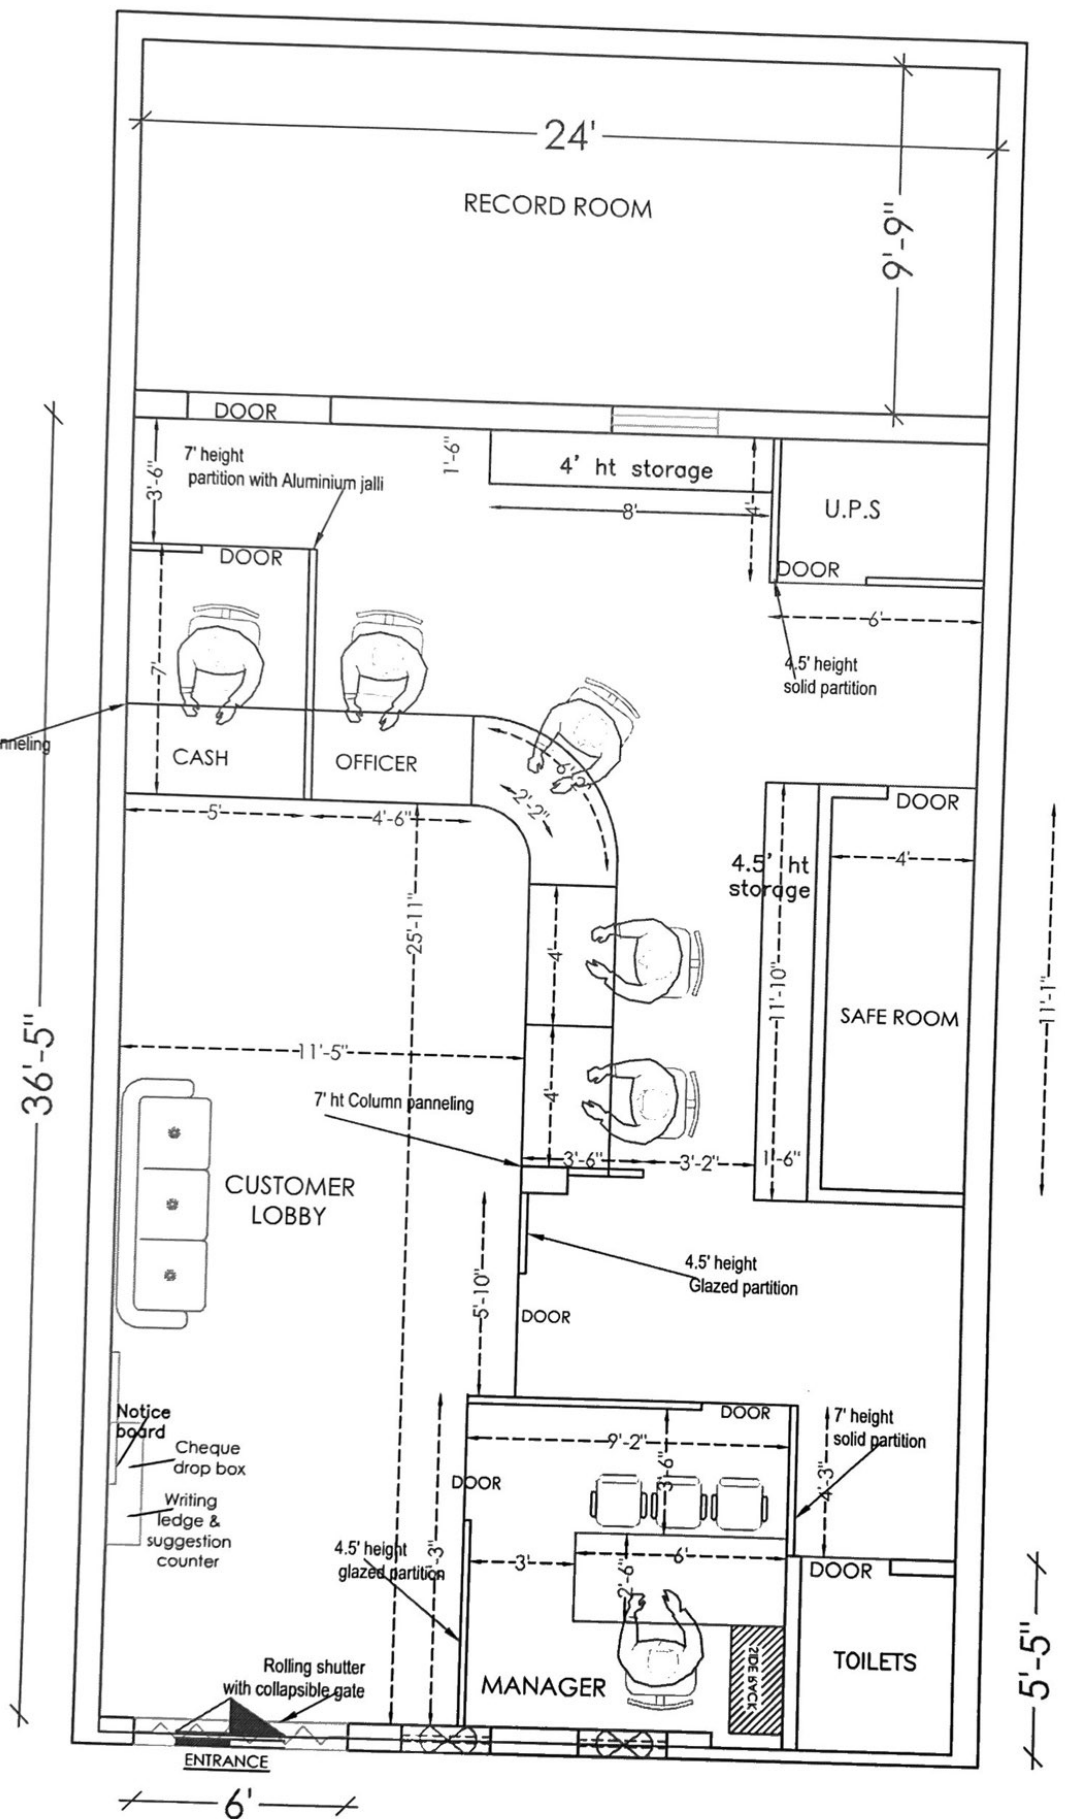 24'
RECORD ROOM
9'-9"
DOOR
7' height
partition with Aluminium jalli
3'-6"
1'-6"
4' ht storage
8'
4'
U.P.S
DOOR
DOOR
6'
4.5' height
solid partition
7'
nneling
CASH
OFFICER
5'
4'-6"
2'-2"
DOOR
4'
4.5' ht
storage
25'-11"
4'
11'-10"
SAFE ROOM
11'-1"
36'-5"
11'-5"
4'
7' ht Column panneling
3'-6"
3'-2"
1'-6"
CUSTOMER
LOBBY
5'-10"
4.5' height
Glazed partition
DOOR
Notice
board
Cheque
drop box
Writing
ledge &
suggestion
counter
DOOR
9'-2"
3'-6"
7' height
solid partition
4'-3"
DOOR
4.5' height
glazed partition
3'
6'
2'-6"
DOOR
MANAGER
SIDE RACK
TOILETS
5'-5"
Rolling shutter
with collapsible gate
ENTRANCE
6'